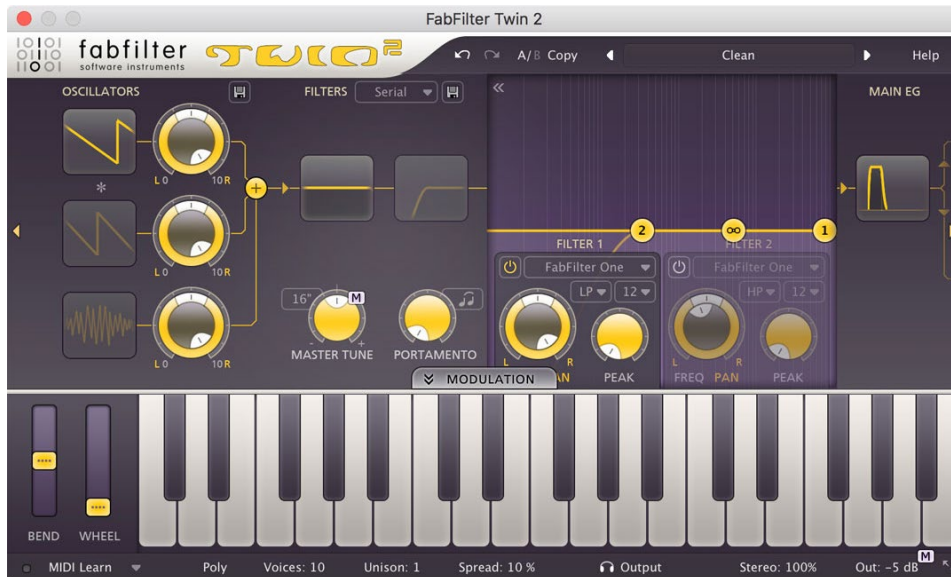 FabFilter Twin 2
fabfilter
software instruments
TWIN2
A/B Copy
Clean
Help
OSCILLATORS
FILTERS
Serial
MAIN EG
L 0 10 R
L 0 10 R
L 0 10 R
16"
M
- +
MASTER TUNE
PORTAMENTO
2
∞
1
FILTER 1
FabFilter One
LP
12
L R
AN
PEAK
FILTER 2
FabFilter One
HP
12
L R
FREQ PAN
PEAK
MODULATION
BEND
WHEEL
MIDI Learn
Poly
Voices: 10
Unison: 1
Spread: 10 %
Output
Stereo: 100%
Out: -5 dB
M